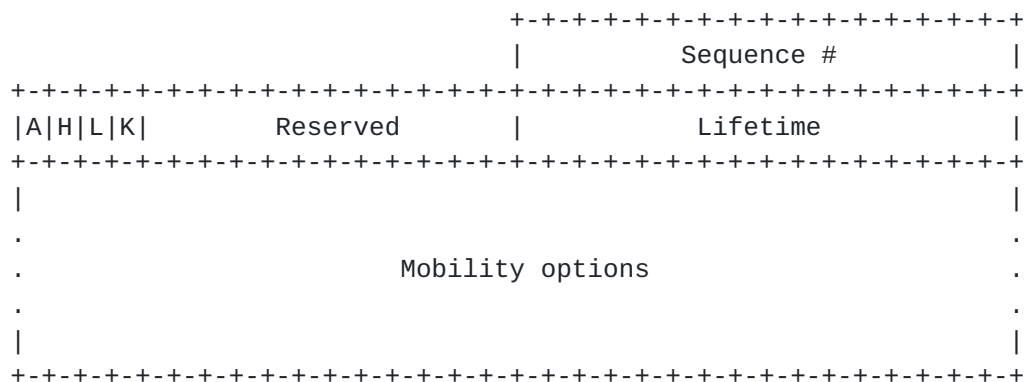 +-+-+-+-+-+-+-+-+-+-+-+-+-+-+-+-+
                                |          Sequence #           |
+-+-+-+-+-+-+-+-+-+-+-+-+-+-+-+-+-+-+-+-+-+-+-+-+-+-+-+-+-+-+-+-+
|A|H|L|K|        Reserved       |           Lifetime            |
+-+-+-+-+-+-+-+-+-+-+-+-+-+-+-+-+-+-+-+-+-+-+-+-+-+-+-+-+-+-+-+-+
|                                                               |
.                                                               .
.                        Mobility options                       .
.                                                               .
|                                                               |
+-+-+-+-+-+-+-+-+-+-+-+-+-+-+-+-+-+-+-+-+-+-+-+-+-+-+-+-+-+-+-+-+